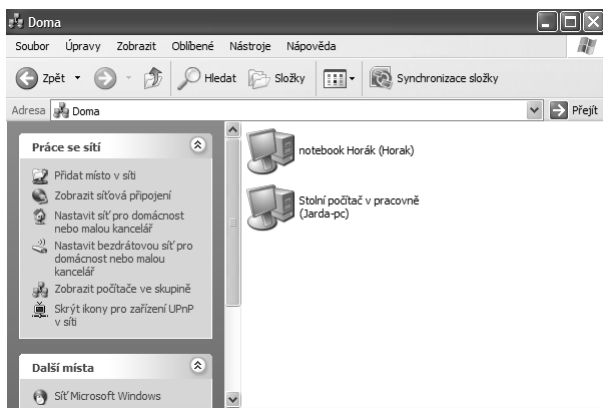 Doma
Soubor Úpravy Zobrazit Oblíbené Nástroje Nápověda
Zpět Hledat Složky Synchronizace složky
Adresa Doma Přejít
Práce se sítí
Přidat místo v síti
Zobrazit síťová připojení
Nastavit síť pro domácnost
nebo malou kancelář
Nastavit bezdrátovou síť pro
domácnost nebo malou
kancelář
Zobrazit počítače ve skupině
Skrýt ikony pro zařízení UPnP
v síti
Další místa
Síť Microsoft Windows
notebook Horák (Horak)
Stolní počítač v pracovně
(Jarda-pc)